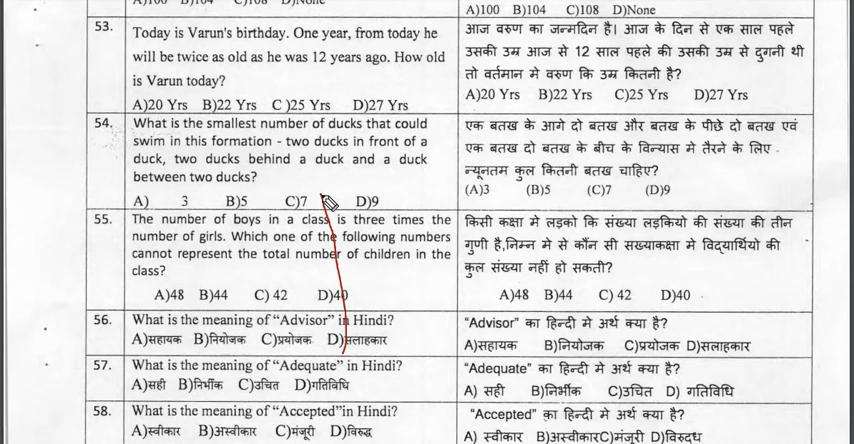 A)100 B)104 C)108 D)None
A)100 B)104 C)108 D)None
53.
Today is Varun's birthday. One year, from today he
will be twice as old as he was 12 years ago. How old
is Varun today?
A)20 Yrs B)22 Yrs C )25 Yrs D)27 Yrs
आज वरुण का जन्मदिन है। आज के दिन से एक साल पहले
उसकी उम्र आज से 12 साल पहले की उसकी उम्र से दुगनी थी
तो वर्तमान मे वरुण कि उम्र कितनी है?
A)20 Yrs B)22 Yrs C)25 Yrs D)27 Yrs
54.
What is the smallest number of ducks that could
swim in this formation - two ducks in front of a
duck, two ducks behind a duck and a duck
between two ducks?
A) 3 B)5 C)7 D)9
एक बतख के आगे दो बतख और बतख के पीछे दो बतख एवं
एक बतख दो बतख के बीच के विन्यास मे तैरने के लिए
न्यूनतम कुल कितनी बतख चाहिए?
(A)3 (B)5 (C)7 (D)9
55.
The number of boys in a class is three times the
number of girls. Which one of the following numbers
cannot represent the total number of children in the
class?
A)48 B)44 C) 42 D)40
किसी कक्षा मे लडको कि संख्या लड़कियो की संख्या की तीन
गुणी है,निम्न मे से कौन सी संख्याकक्षा मे विद्यार्थियो की
कुल संख्या नहीं हो सकती?
A)48 B)44 C) 42 D)40
56.
What is the meaning of “Advisor” in Hindi?
A)सहायक B)नियोजक C)प्रयोजक D)सलाहकार
“Advisor” का हिन्दी मे अर्थ क्या है?
A)सहायक B)नियोजक C)प्रयोजक D)सलाहकार
57.
What is the meaning of “Adequate” in Hindi?
A)सही B)निर्भीक C)उचित D)गतिविधि
“Adequate” का हिन्दी मे अर्थ क्या है?
A) सही B)निर्भीक C)उचित D) गतिविधि
58.
What is the meaning of “Accepted”in Hindi?
A)स्वीकार B)अस्वीकार C)मंजूरी D)विरुद्ध
“Accepted” का हिन्दी मे अर्थ क्या है?
A) स्वीकार B)अस्वीकारC)मंजूरी D)विरुद्ध